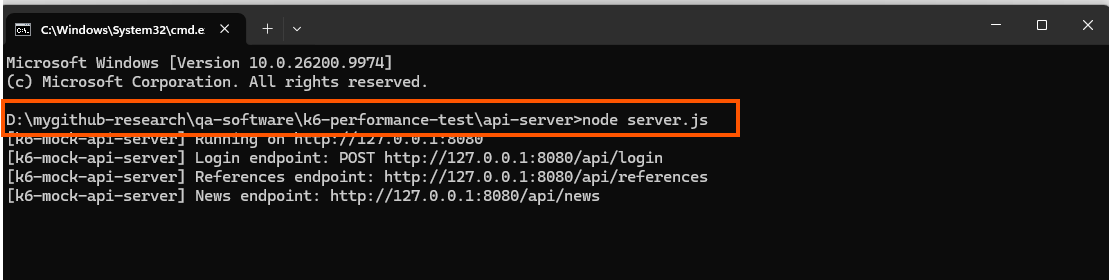 C:\Windows\System32\cmd.e:
Microsoft Windows [Version 10.0.26200.9974]
(c) Microsoft Corporation. All rights reserved.
D:\mygithub-research\qa-software\k6-performance-test\api-server>node server.js
[k6-mock-api-server] Running on http://127.0.0.1:8080
[k6-mock-api-server] Login endpoint: POST http://127.0.0.1:8080/api/login
[k6-mock-api-server] References endpoint: http://127.0.0.1:8080/api/references
[k6-mock-api-server] News endpoint: http://127.0.0.1:8080/api/news